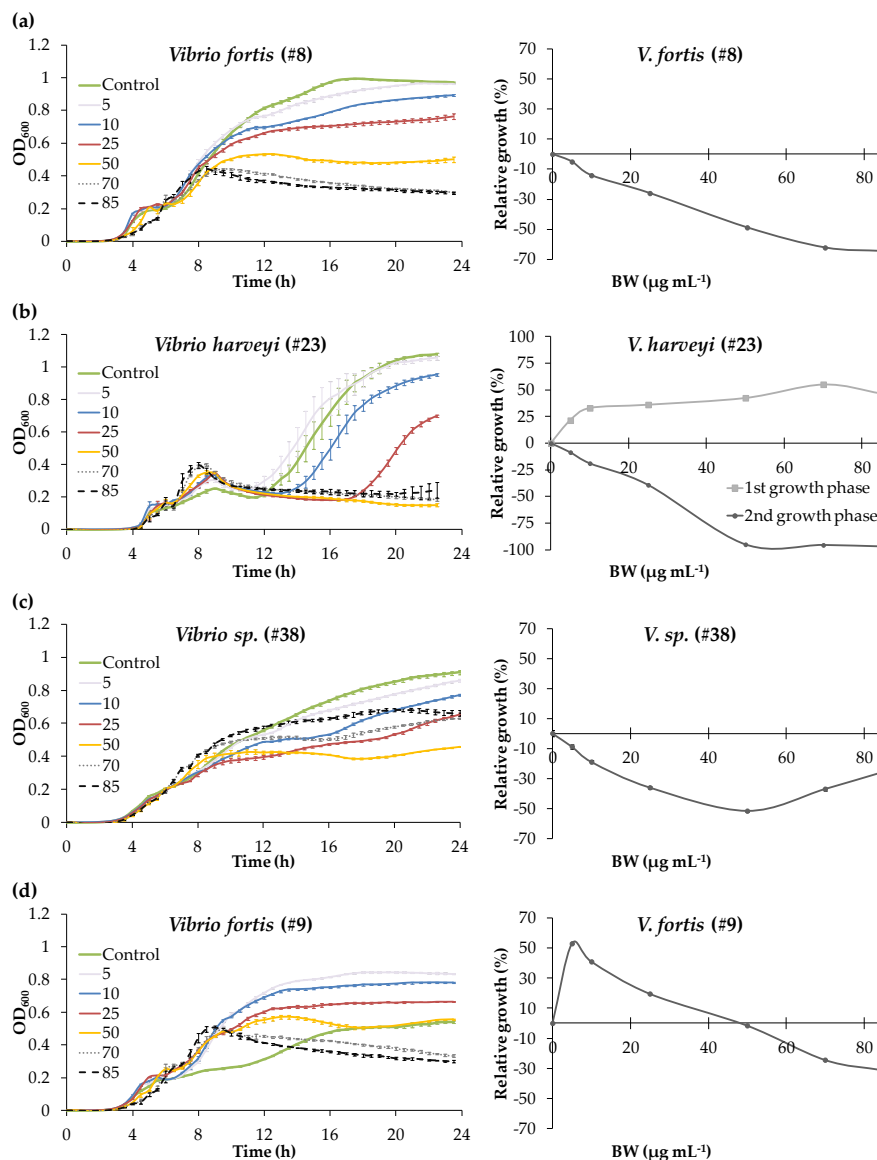 (a)
Vibrio fortis (#8)
V. fortis (#8)
OD600
1.2
1
0.8
0.6
0.4
0.2
0
Control
5
10
25
50
70
85
0 4 8 12 16 20 24
Time (h)
Relative growth (%)
70
50
30
10
-10
-30
-50
-70
0 20 40 60 80
BW (µg mL-1)
(b)
Vibrio harveyi (#23)
V. harveyi (#23)
OD600
1.2
1
0.8
0.6
0.4
0.2
0
Control
5
10
25
50
70
85
0 4 8 12 16 20 24
Time (h)
Relative growth (%)
100
75
50
25
0
-25
-50
-75
-100
0 20 40 60 80
1st growth phase
2nd growth phase
BW (µg mL-1)
(c)
Vibrio sp. (#38)
V. sp. (#38)
OD600
1.2
1
0.8
0.6
0.4
0.2
0
Control
5
10
25
50
70
85
0 4 8 12 16 20 24
Time (h)
Relative growth (%)
70
50
30
10
-10
-30
-50
-70
0 20 40 60 80
BW (µg mL-1)
(d)
Vibrio fortis (#9)
V. fortis (#9)
OD600
1.2
1
0.8
0.6
0.4
0.2
0
Control
5
10
25
50
70
85
0 4 8 12 16 20 24
Time (h)
Relative growth (%)
70
50
30
10
-10
-30
-50
-70
0 20 40 60 80
BW (µg mL-1)